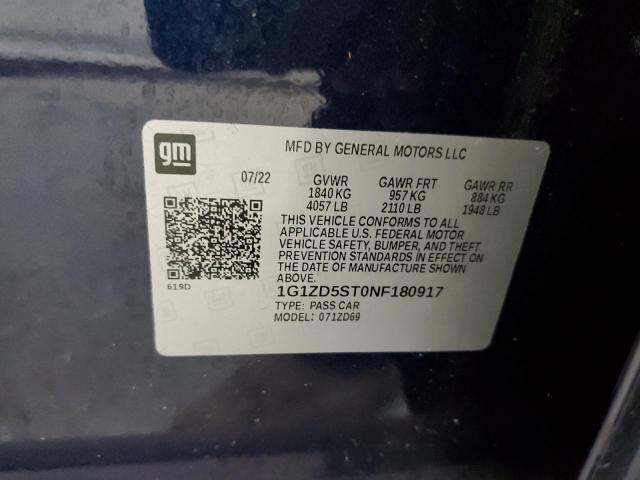 gm
MFD BY GENERAL MOTORS LLC
07/22 GVWR GAWR FRT GAWR RR
1840 KG 957 KG 884 KG
4057 LB 2110 LB 1948 LB
THIS VEHICLE CONFORMS TO ALL
APPLICABLE U.S. FEDERAL MOTOR
VEHICLE SAFETY, BUMPER, AND THEFT
PREVENTION STANDARDS IN EFFECT ON
THE DATE OF MANUFACTURE SHOWN
ABOVE.
619D
1G1ZD5ST0NF180917
TYPE: PASS CAR
MODEL: 071ZD69